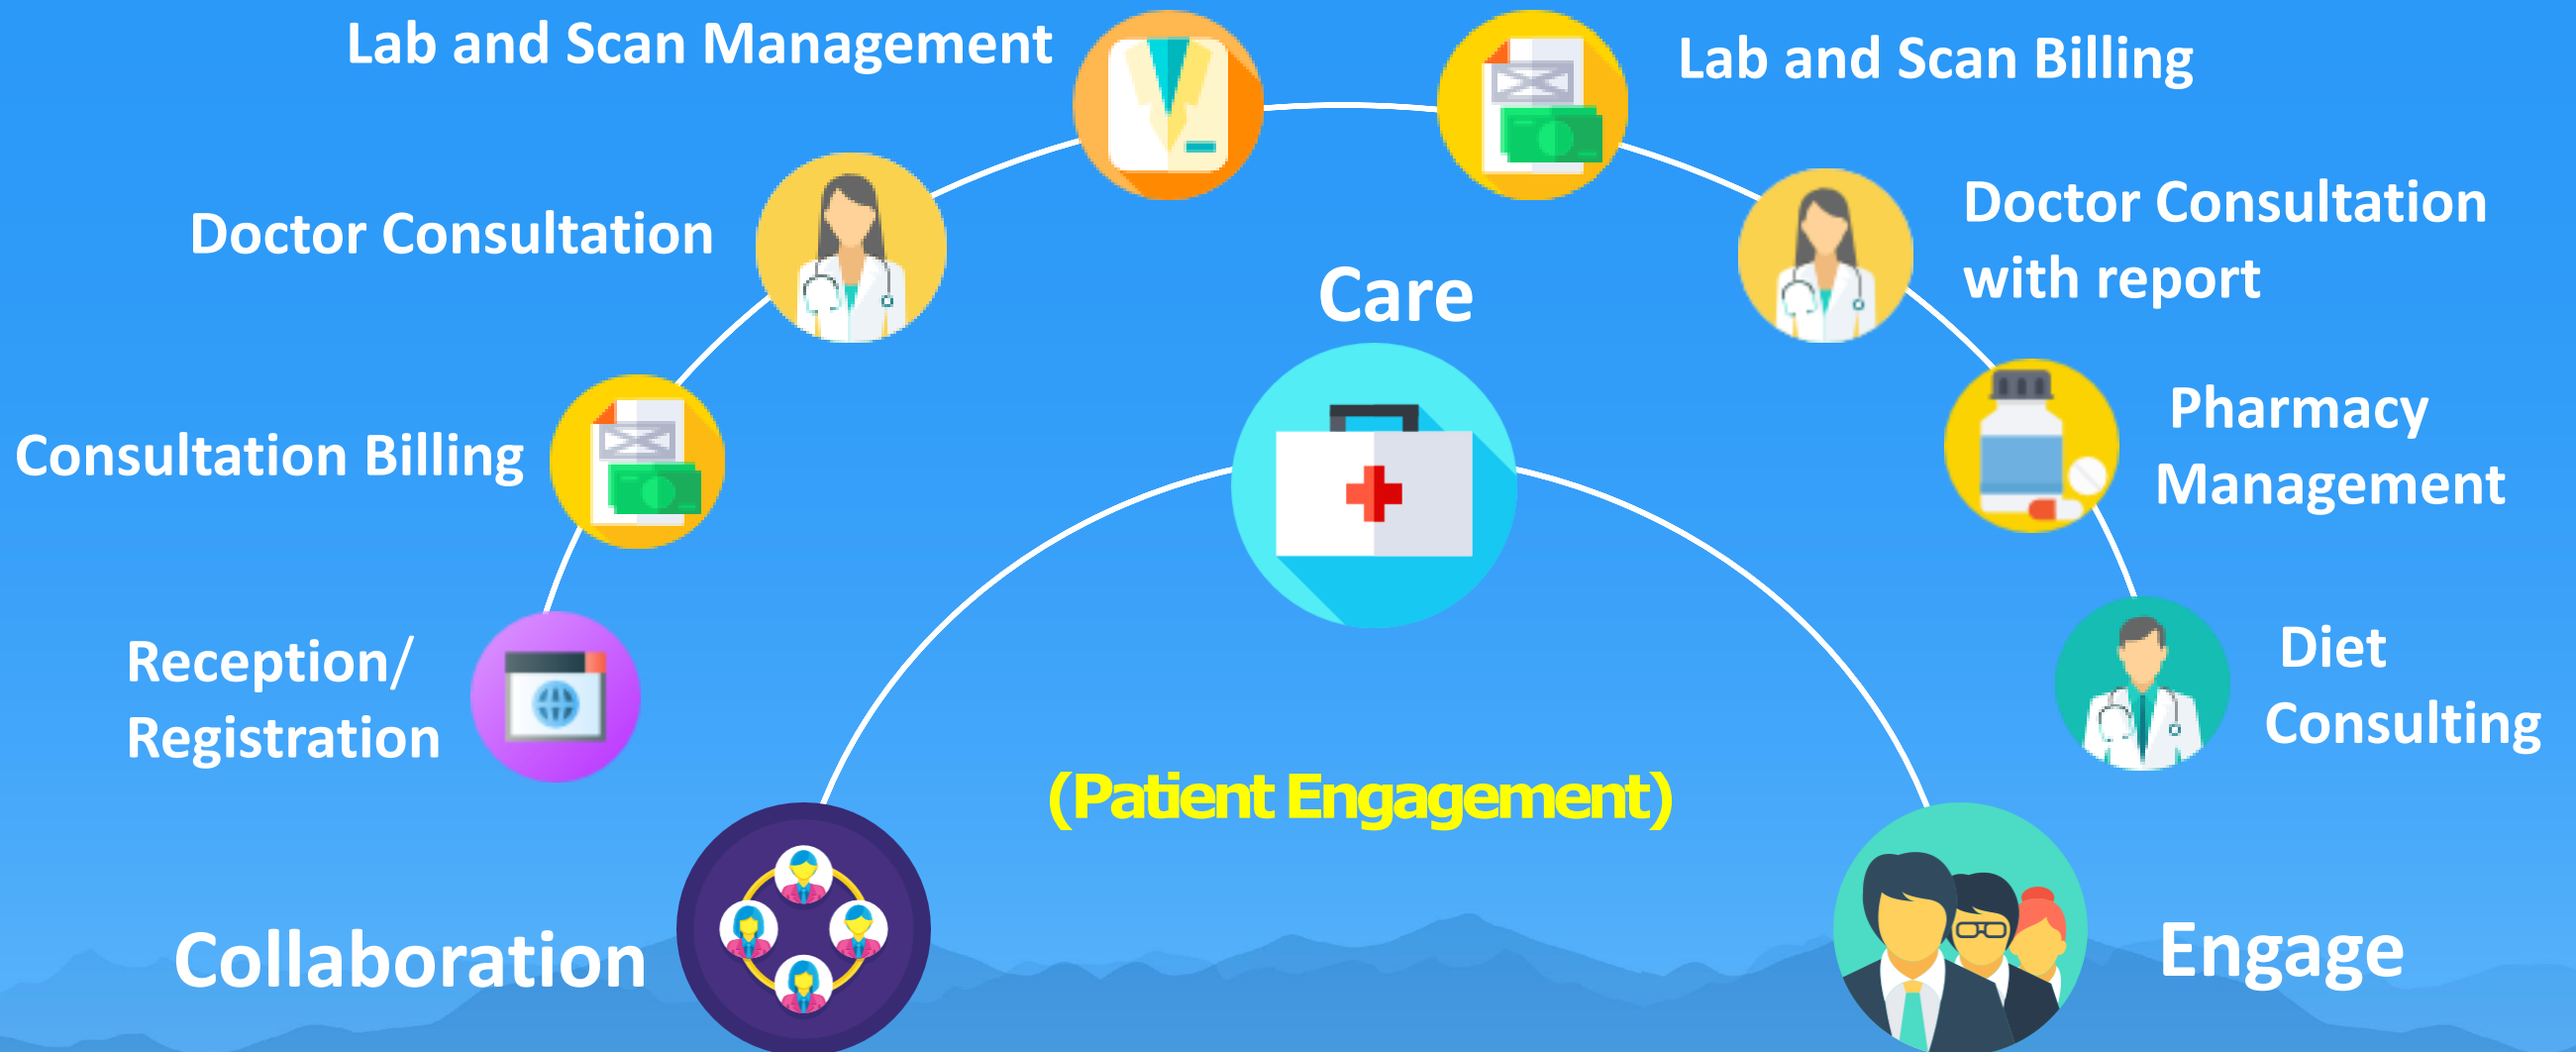 Lab and Scan Management
Lab and Scan Billing
Doctor Consultation
Doctor Consultation
with report
Care
Consultation Billing
Pharmacy
Management
Reception/
Registration
Diet
Consulting
(Patient Engagement)
Collaboration
Engage